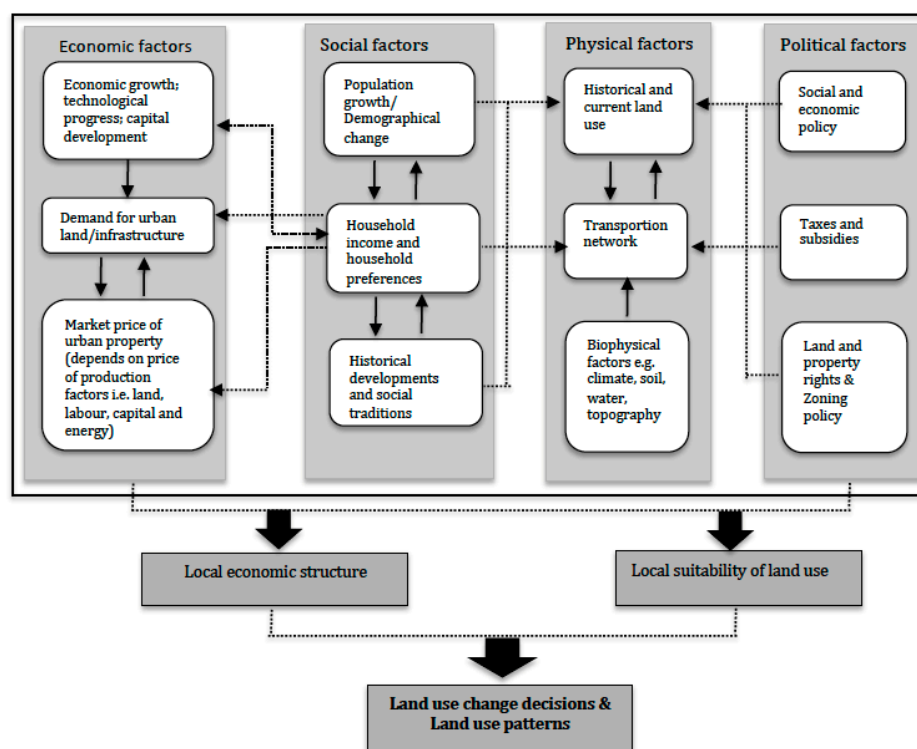 Economic factors
Economic growth;
technological
progress; capital
development
Demand for urban
land/infrastructure
Market price of
urban property
(depends on price
of production
factors i.e. land,
labour, capital and
energy)
Social factors
Population
growth/
Demographical
change
Household
income and
household
preferences
Historical
developments
and social
traditions
Physical factors
Historical and
current land
use
Transportion
network
Biophysical
factors e.g.
climate, soil,
water,
topography
Political factors
Social and
economic
policy
Taxes and
subsidies
Land and
property
rights &
Zoning
policy
Local economic structure
Local suitability of land use
Land use change decisions &
Land use patterns